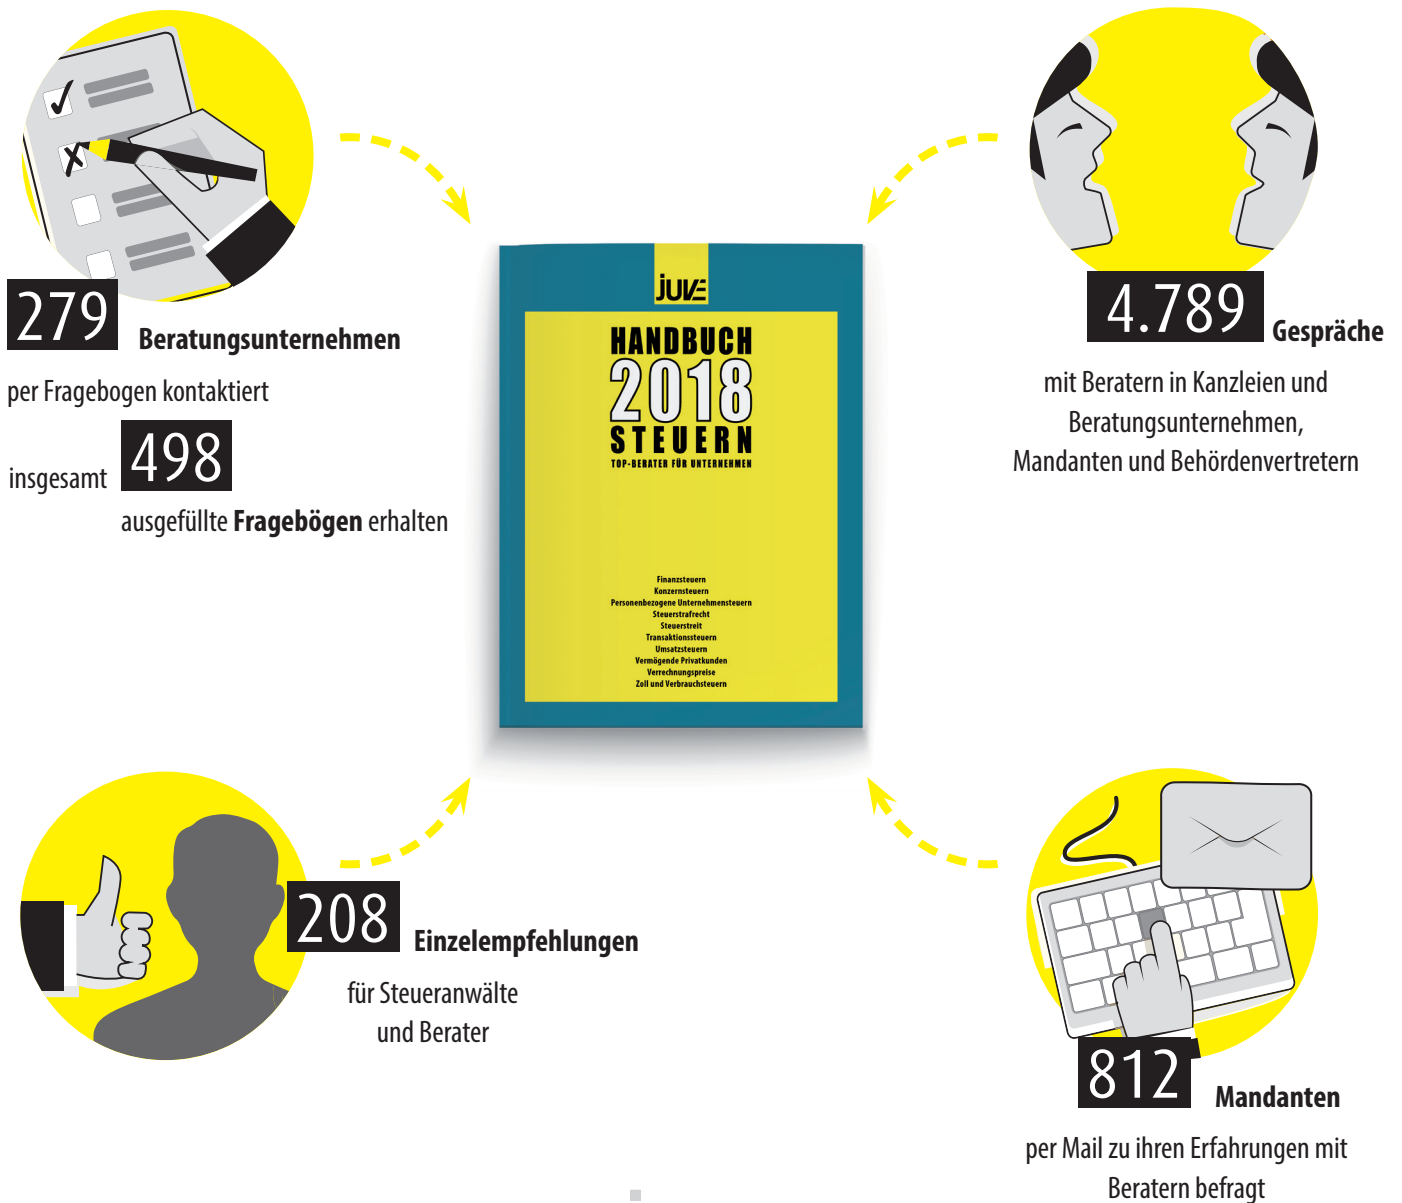 279 Beratungsunternehmen
per Fragebogen kontaktiert
insgesamt 498
ausgefüllte Fragebögen erhalten
4.789 Gespräche
mit Beratern in Kanzleien und
Beratungsunternehmen,
Mandanten und Behördenvertretern
JUVE
HANDBUCH
2018
STEUERN
TOP-BERATER FÜR UNTERNEHMEN
Finanzsteuern
Konzernsteuern
Personenbezogene Unternehmensteuern
Steuerstrafrecht
Steuerstreit
Transaktionssteuern
Umsatzsteuern
Vermögende Privatkunden
Verrechnungspreise
Zoll und Verbrauchsteuern
208 Einzelempfehlungen
für Steueranwälte
und Berater
812 Mandanten
per Mail zu ihren Erfahrungen mit
Beratern befragt